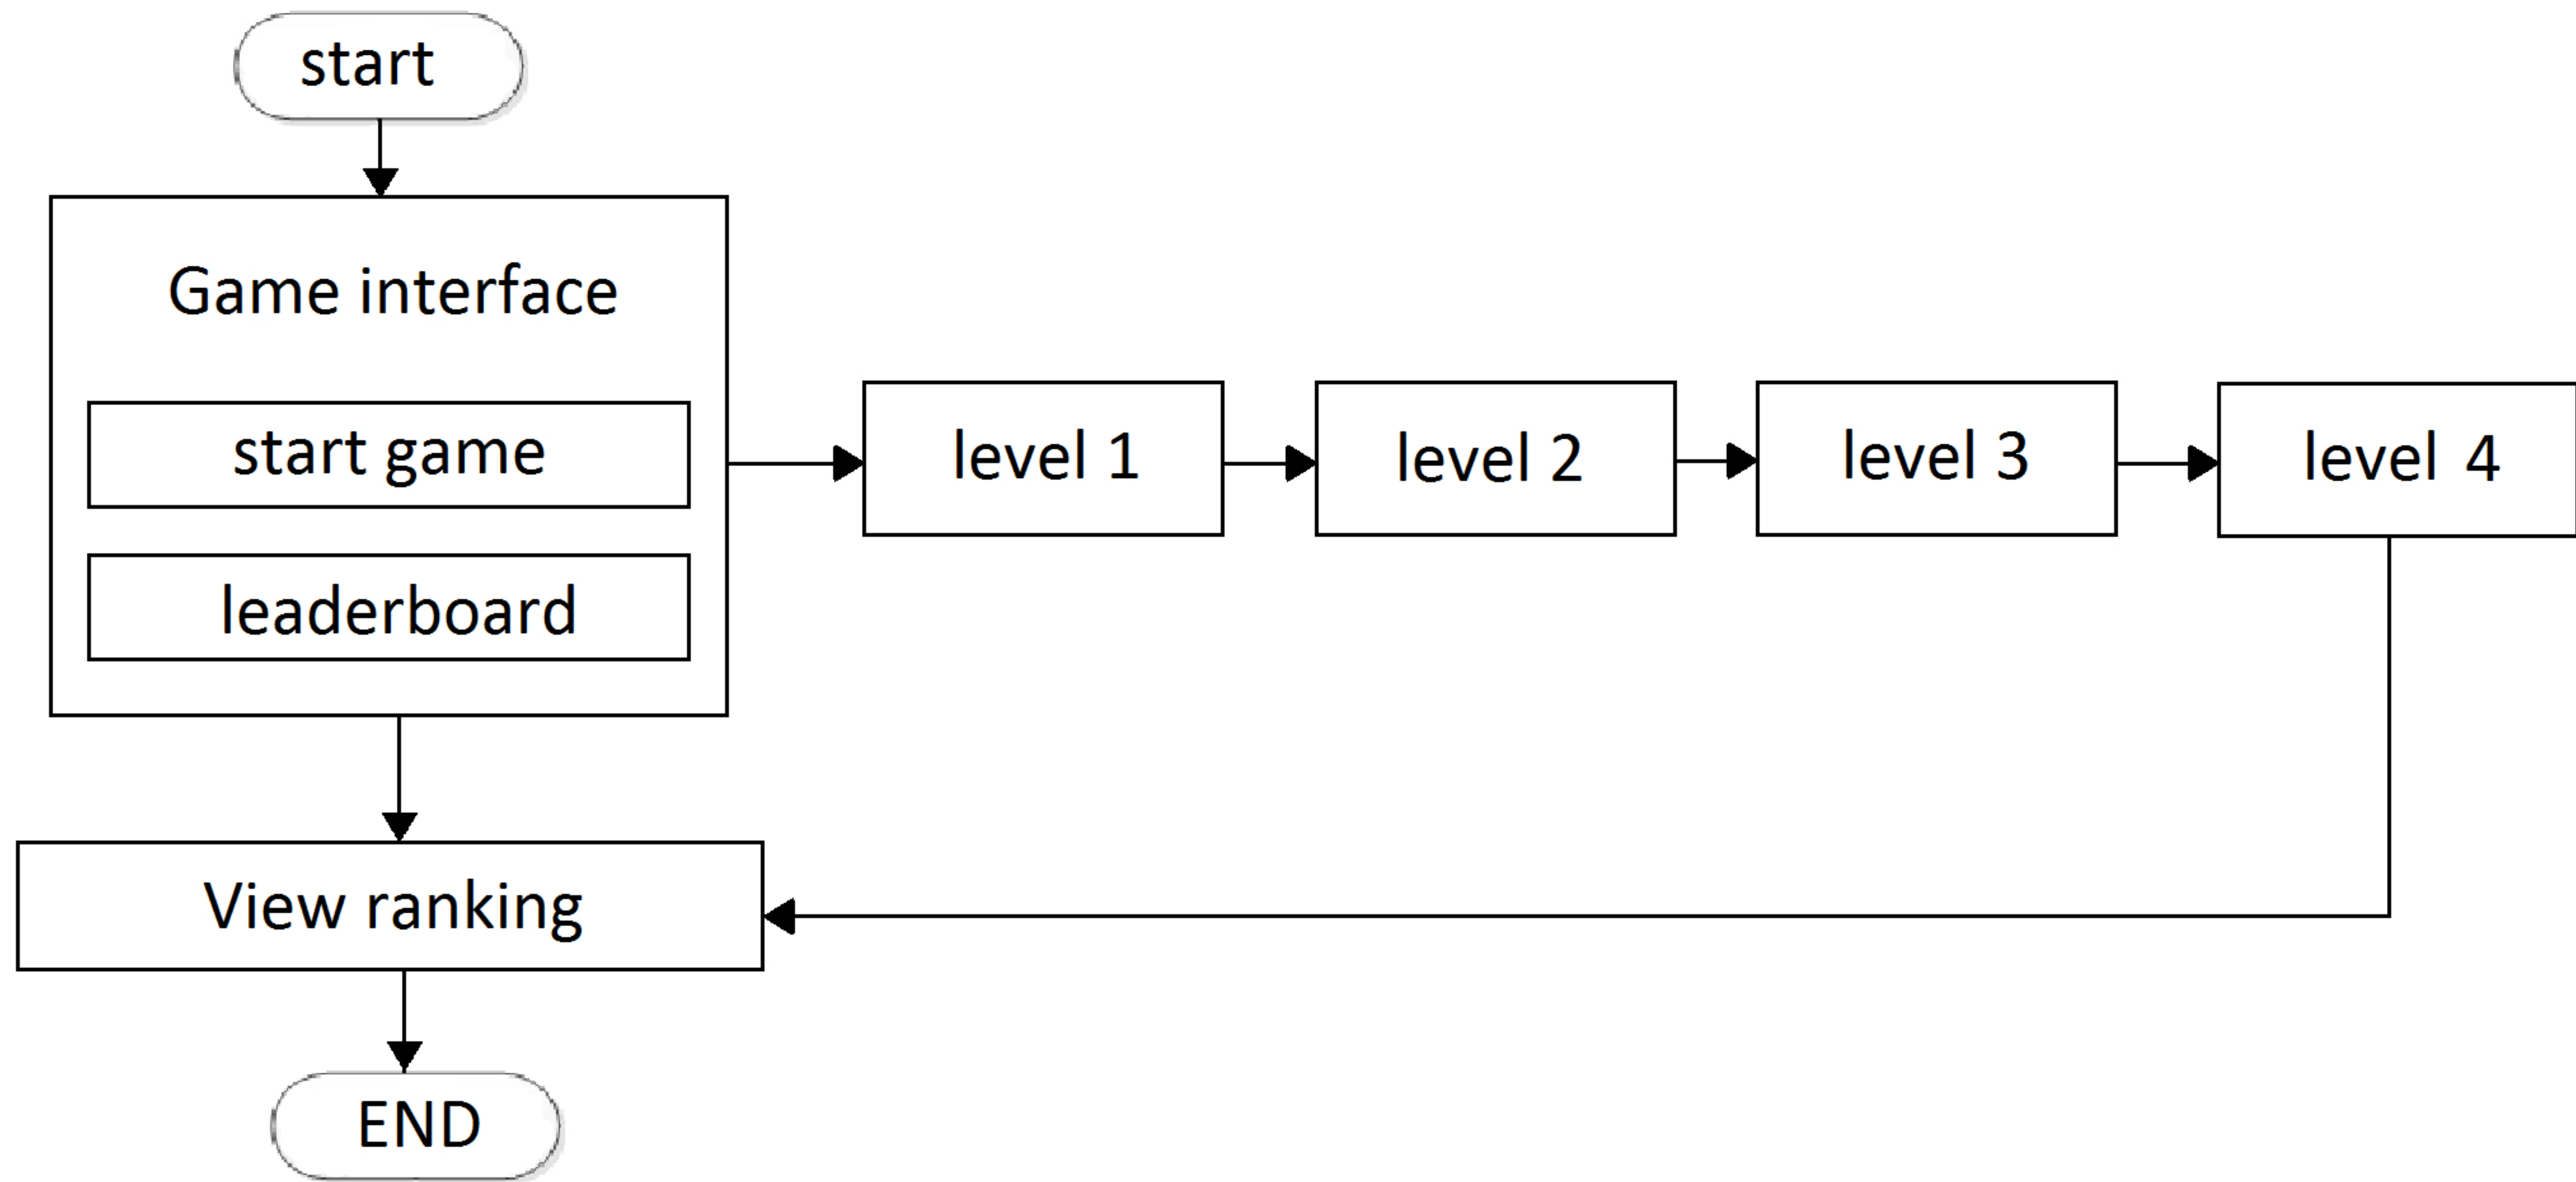 start
Game interface
start game
leaderboard
level 1
level 2
level 3
level 4
View ranking
END